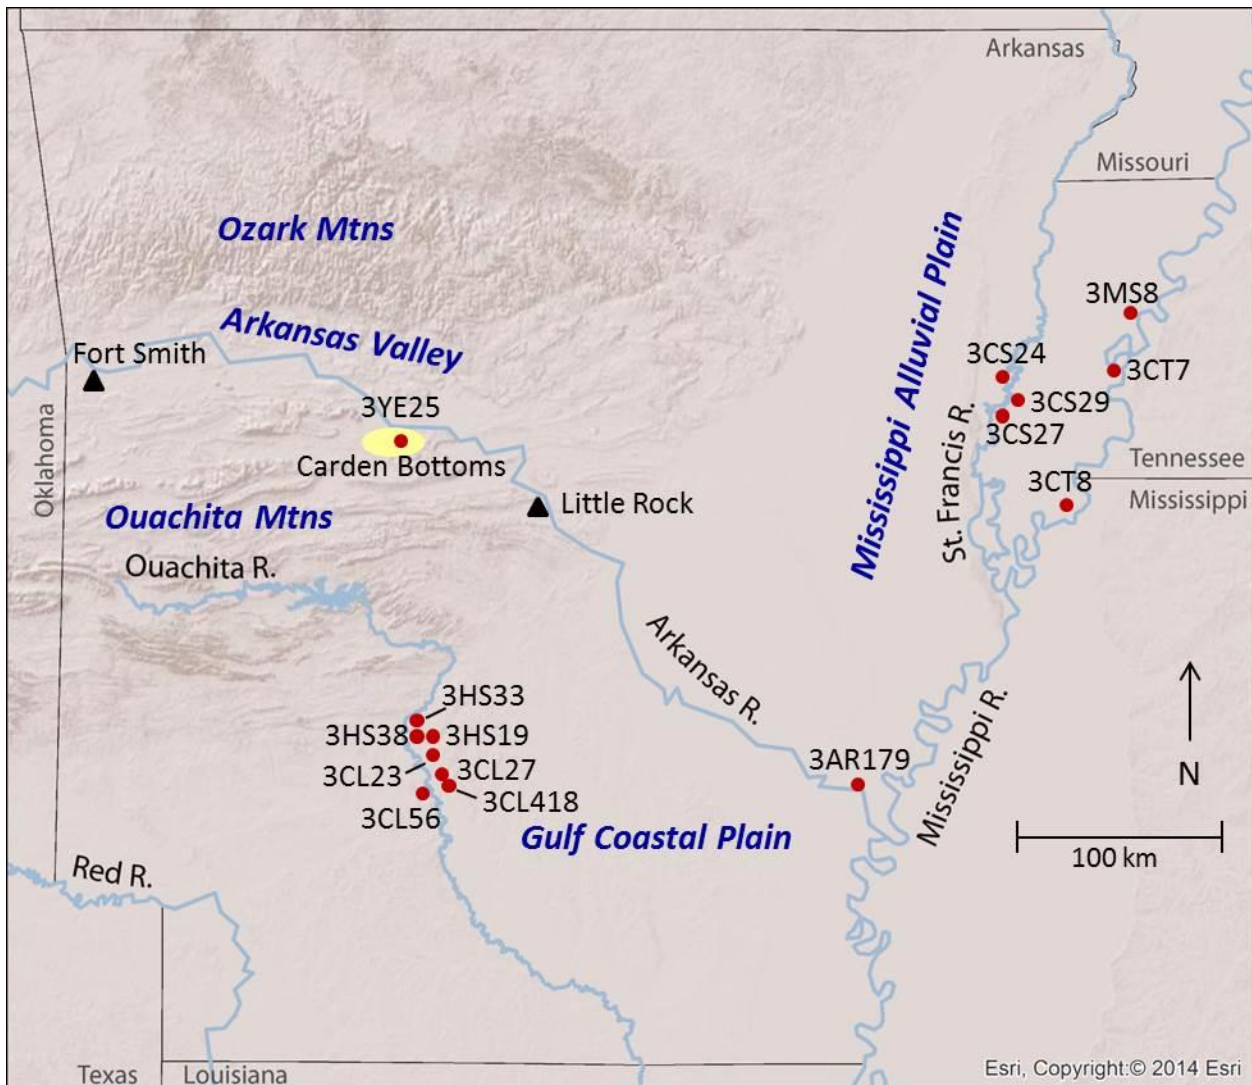 Arkansas
Missouri
Ozark Mtns
Mississippi Alluvial Plain
3MS8
Arkansas Valley
Fort Smith
3CS24
3CT7
3YE25
3CS29
3CS27
Oklahoma
St. Francis R.
Carden Bottoms
Tennessee
3CT8
Mississippi
Little Rock
Ouachita Mtns
Ouachita R.
Arkansas R.
3HS33
Mississippi R.
3HS38
3HS19
3AR179
N
3CL23
3CL27
3CL418
3CL56
Gulf Coastal Plain
100 km
Red R.
Texas
Louisiana
Esri, Copyright:© 2014 Esri